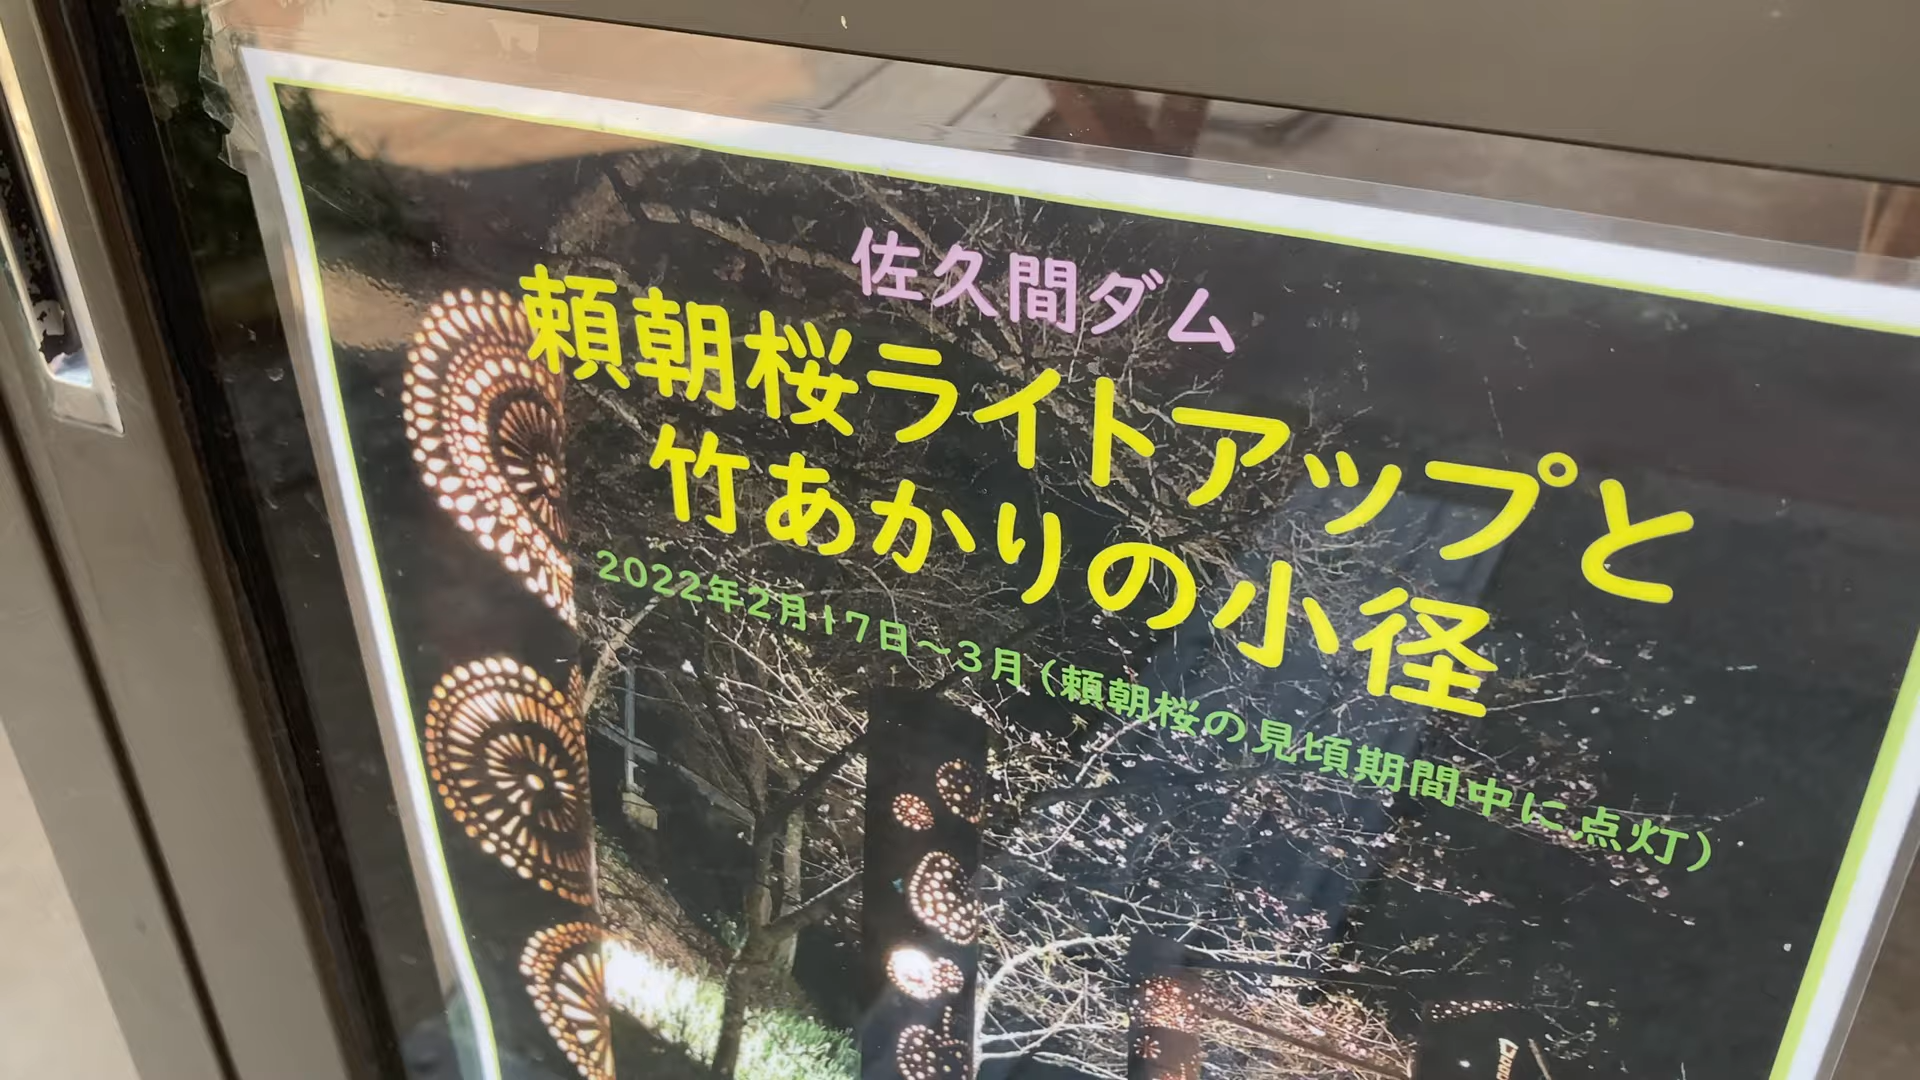 佐久間ダム
頼朝桜ライトアップと
竹あかりの小径
2022年2月17日～3月（頼朝桜の見頃期間中に点灯）